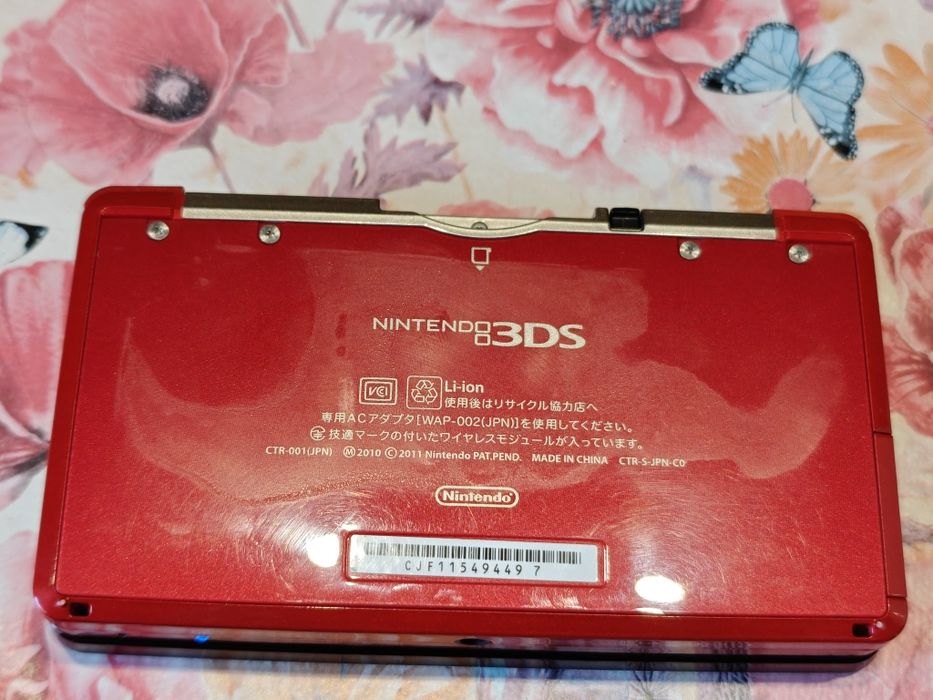 NINTENDO 3DS
VCCI
Li-ion
使用後はリサイクル協力店へ
専用ACアダプタ[WAP-002(JPN)]を使用してください。
技適マークの付いたワイヤレスモジュールが入っています。
CTR-001(JPN) Ⓜ2010 ©2011 Nintendo PAT.PEND. MADE IN CHINA CTR-S-JPN-C0
Nintendo
CJF11549449 7